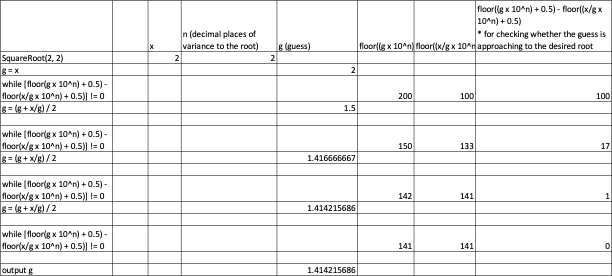 floor((g x 10^n) + 0.5) - floor((x/g x
10^n) + 0.5)
n (decimal places of * for checking whether the guess is
x variance to the root) g (guess) floor((g x 10^n) floor((x/g x 10^n approaching to the desired root
SquareRoot(2, 2) 2 2
g = x 2
while [floor(g x 10^n) + 0.5) -
floor(x/g x 10^n) + 0.5)] != 0 200 100 100
g = (g + x/g) / 2 1.5
while [floor(g x 10^n) + 0.5) -
floor(x/g x 10^n) + 0.5)] != 0 150 133 17
g = (g + x/g) / 2 1.416666667
while [floor(g x 10^n) + 0.5) -
floor(x/g x 10^n) + 0.5)] != 0 142 141 1
g = (g + x/g) / 2 1.414215686
while [floor(g x 10^n) + 0.5) -
floor(x/g x 10^n) + 0.5)] != 0 141 141 0
output g 1.414215686